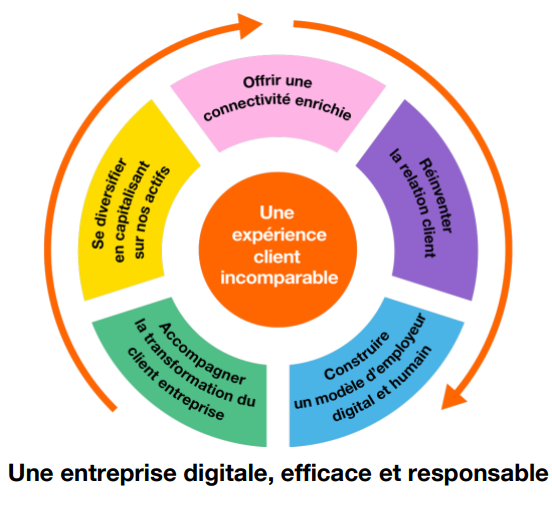 Offrir une
connectivité enrichie
Réinventer
la relation client
Construire
un modèle d'employeur
digital et humain
Accompagner
la transformation du
client entreprise
Se diversifier
en capitalisant
sur nos actifs
Une
expérience
client
incomparable
Une entreprise digitale, efficace et responsable